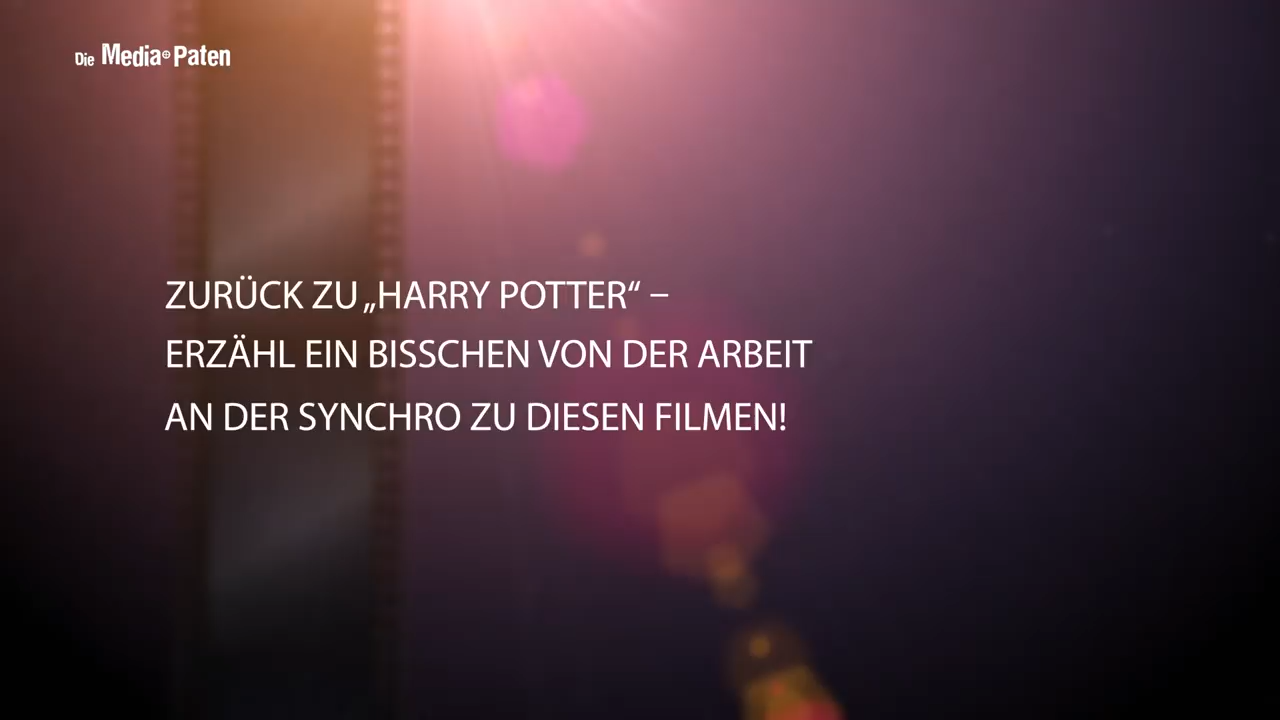 Die Media Paten
ZURÜCK ZU „HARRY POTTER“ –
ERZÄHL EIN BISSCHEN VON DER ARBEIT
AN DER SYNCHRO ZU DIESEN FILMEN!